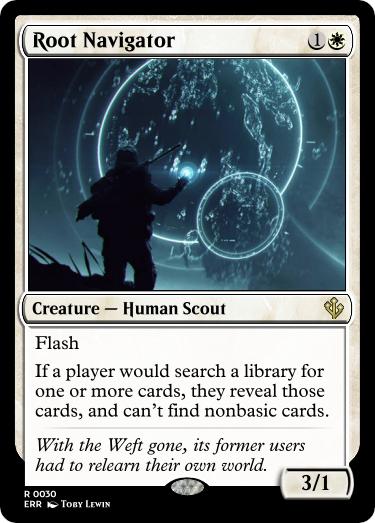 Root Navigator
1
Creature — Human Scout
Flash
If a player would search a library for
one or more cards, they reveal those
cards, and can't find nonbasic cards.
With the Weft gone, its former users
had to relearn their own world.
3/1
R 0030
ERR Toby Lewin